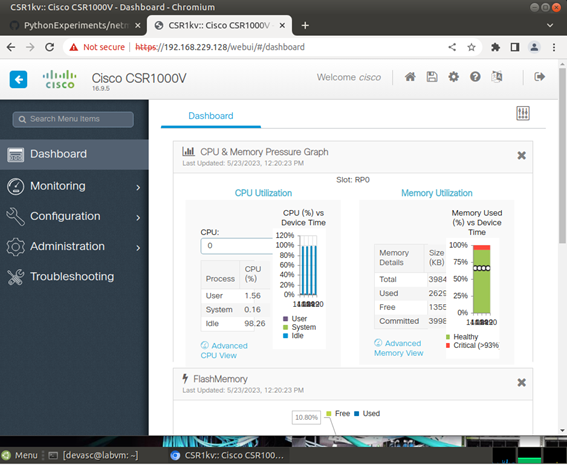 CSR1kv:: Cisco CSR1000V - Dashboard - Chromium
PythonExperiments/netm
CSR1kv:: Cisco CSR1000V -
Not secure
https://192.168.229.128/webui/#/dashboard
CISCO
Cisco CSR1000V
16.9.5
Welcome cisco
Search Menu Items
Dashboard
Monitoring
Configuration
Administration
Troubleshooting
Dashboard
CPU & Memory Pressure Graph
Last Updated: 5/23/2023, 12:20:23 PM
Slot: RP0
CPU Utilization
CPU:
0
Process CPU (%)
User 1.56
System 0.16
Idle 98.26
Advanced
CPU View
CPU (%) vs
Device Time
120%
100%
80%
60%
40%
20%
0%
User
System
Idle
Memory Utilization
Memory Details Size (KB)
Total 3984
Used 2629
Free 1355
Committed 3998
Advanced
Memory View
Memory Used
(%) vs Device
Time
100%
75%
50%
25%
0%
Healthy
Critical (>93%
FlashMemory
Last Updated: 5/23/2023, 12:20:23 PM
10.80%
Free Used
Menu
[devasc@labvm: ~]
CSR1kv:: Cisco CSR100...